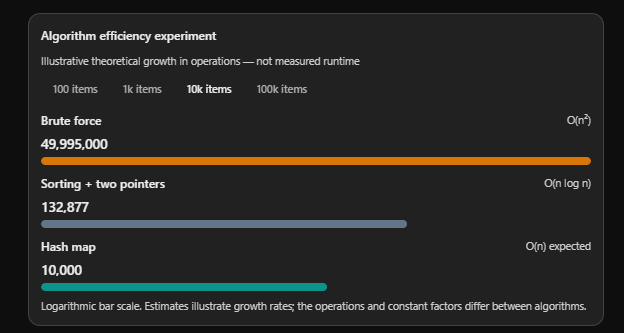 Algorithm efficiency experiment
Illustrative theoretical growth in operations — not measured runtime
100 items 1k items 10k items 100k items
Brute force O(n²)
49,995,000
Sorting + two pointers O(n log n)
132,877
Hash map O(n) expected
10,000
Logarithmic bar scale. Estimates illustrate growth rates; the operations and constant factors differ between algorithms.